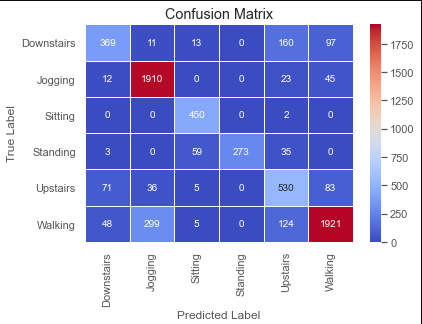 Confusion Matrix
True Label
Downstairs 369 11 13 0 160 97
Jogging 12 1910 0 0 23 45
Sitting 0 0 450 0 2 0
Standing 3 0 59 273 35 0
Upstairs 71 36 5 0 530 83
Walking 48 299 5 0 124 1921
Downstairs Jogging Sitting Standing Upstairs Walking
Predicted Label
1750
1500
1250
1000
750
500
250
0